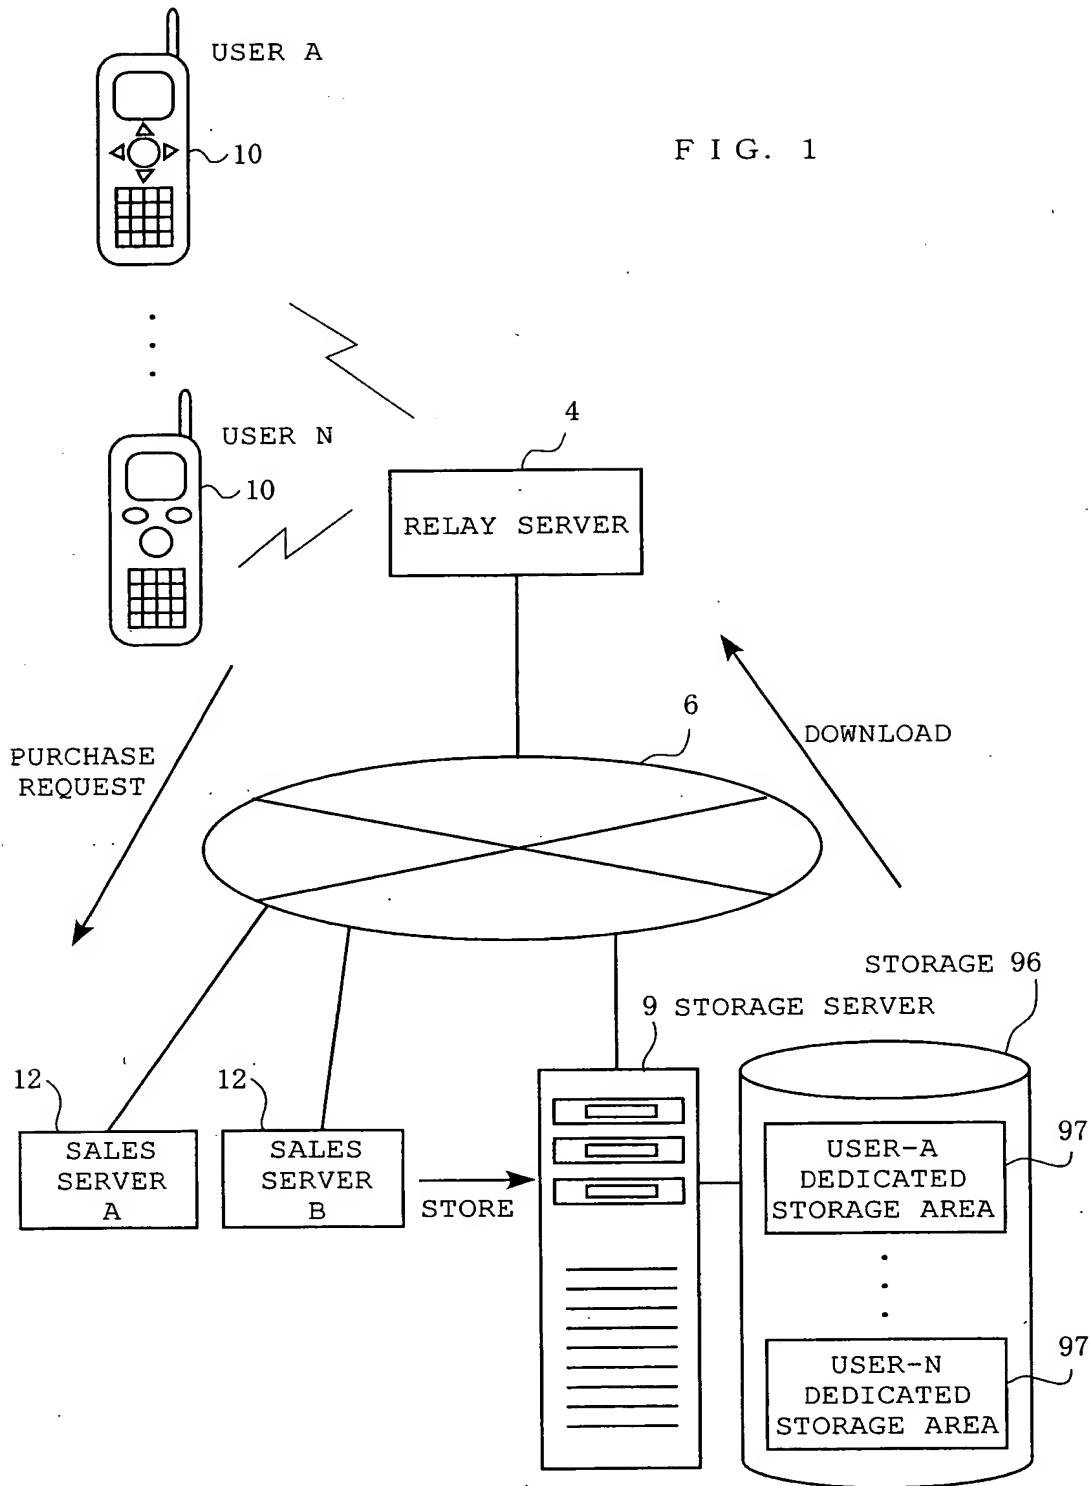 USER A
10
F I G. 1
USER N
10
4
RELAY SERVER
6
PURCHASE
REQUEST
DOWNLOAD
STORAGE 96
9 STORAGE SERVER
12
SALES
SERVER
A
12
SALES
SERVER
B
STORE
97
USER-A
DEDICATED
STORAGE AREA
97
USER-N
DEDICATED
STORAGE AREA